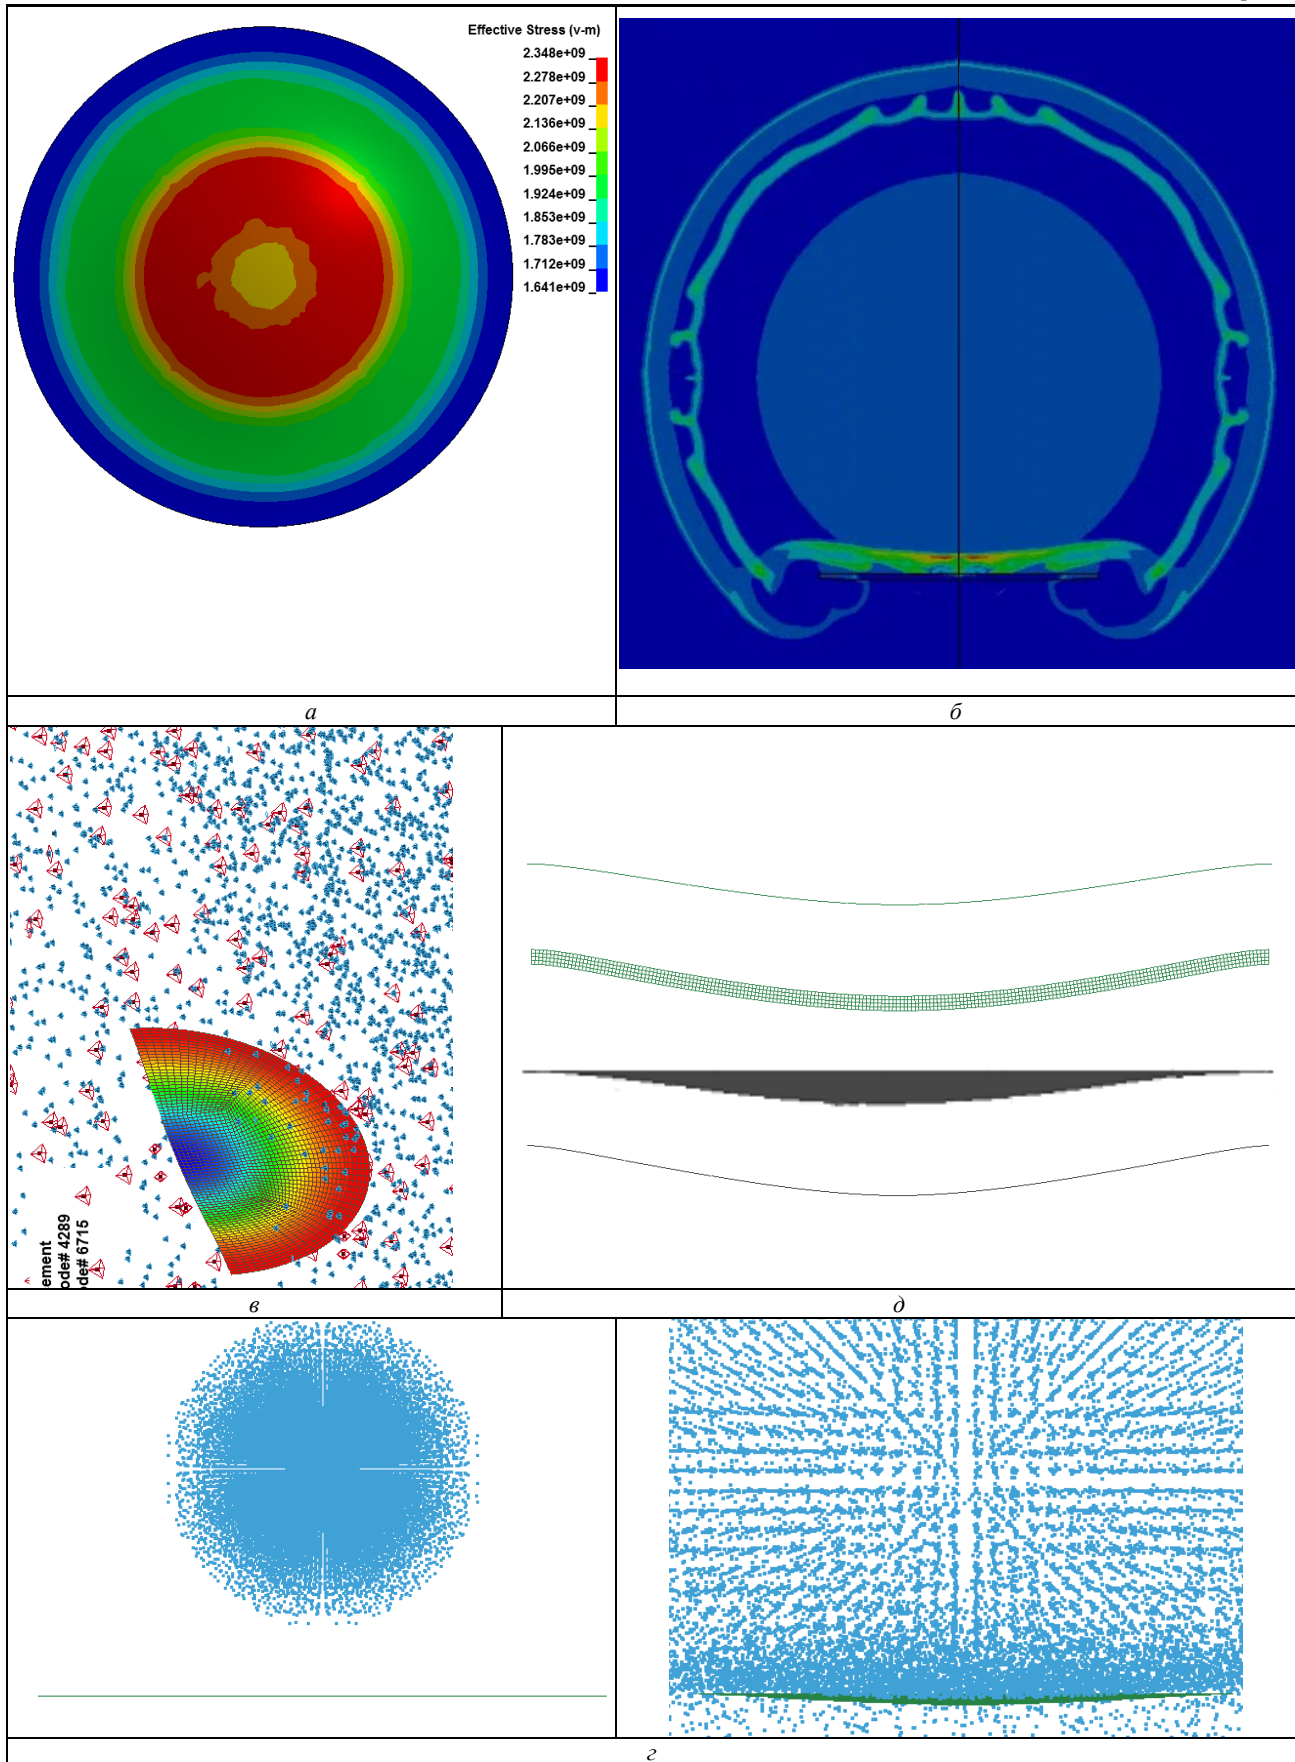 Effective Stress (v-m)
2.348e+09
2.278e+09
2.207e+09
2.136e+09
2.066e+09
1.995e+09
1.924e+09
1.853e+09
1.783e+09
1.712e+09
1.641e+09
а
б
ement
ode# 4289
de# 6715
в
д
г